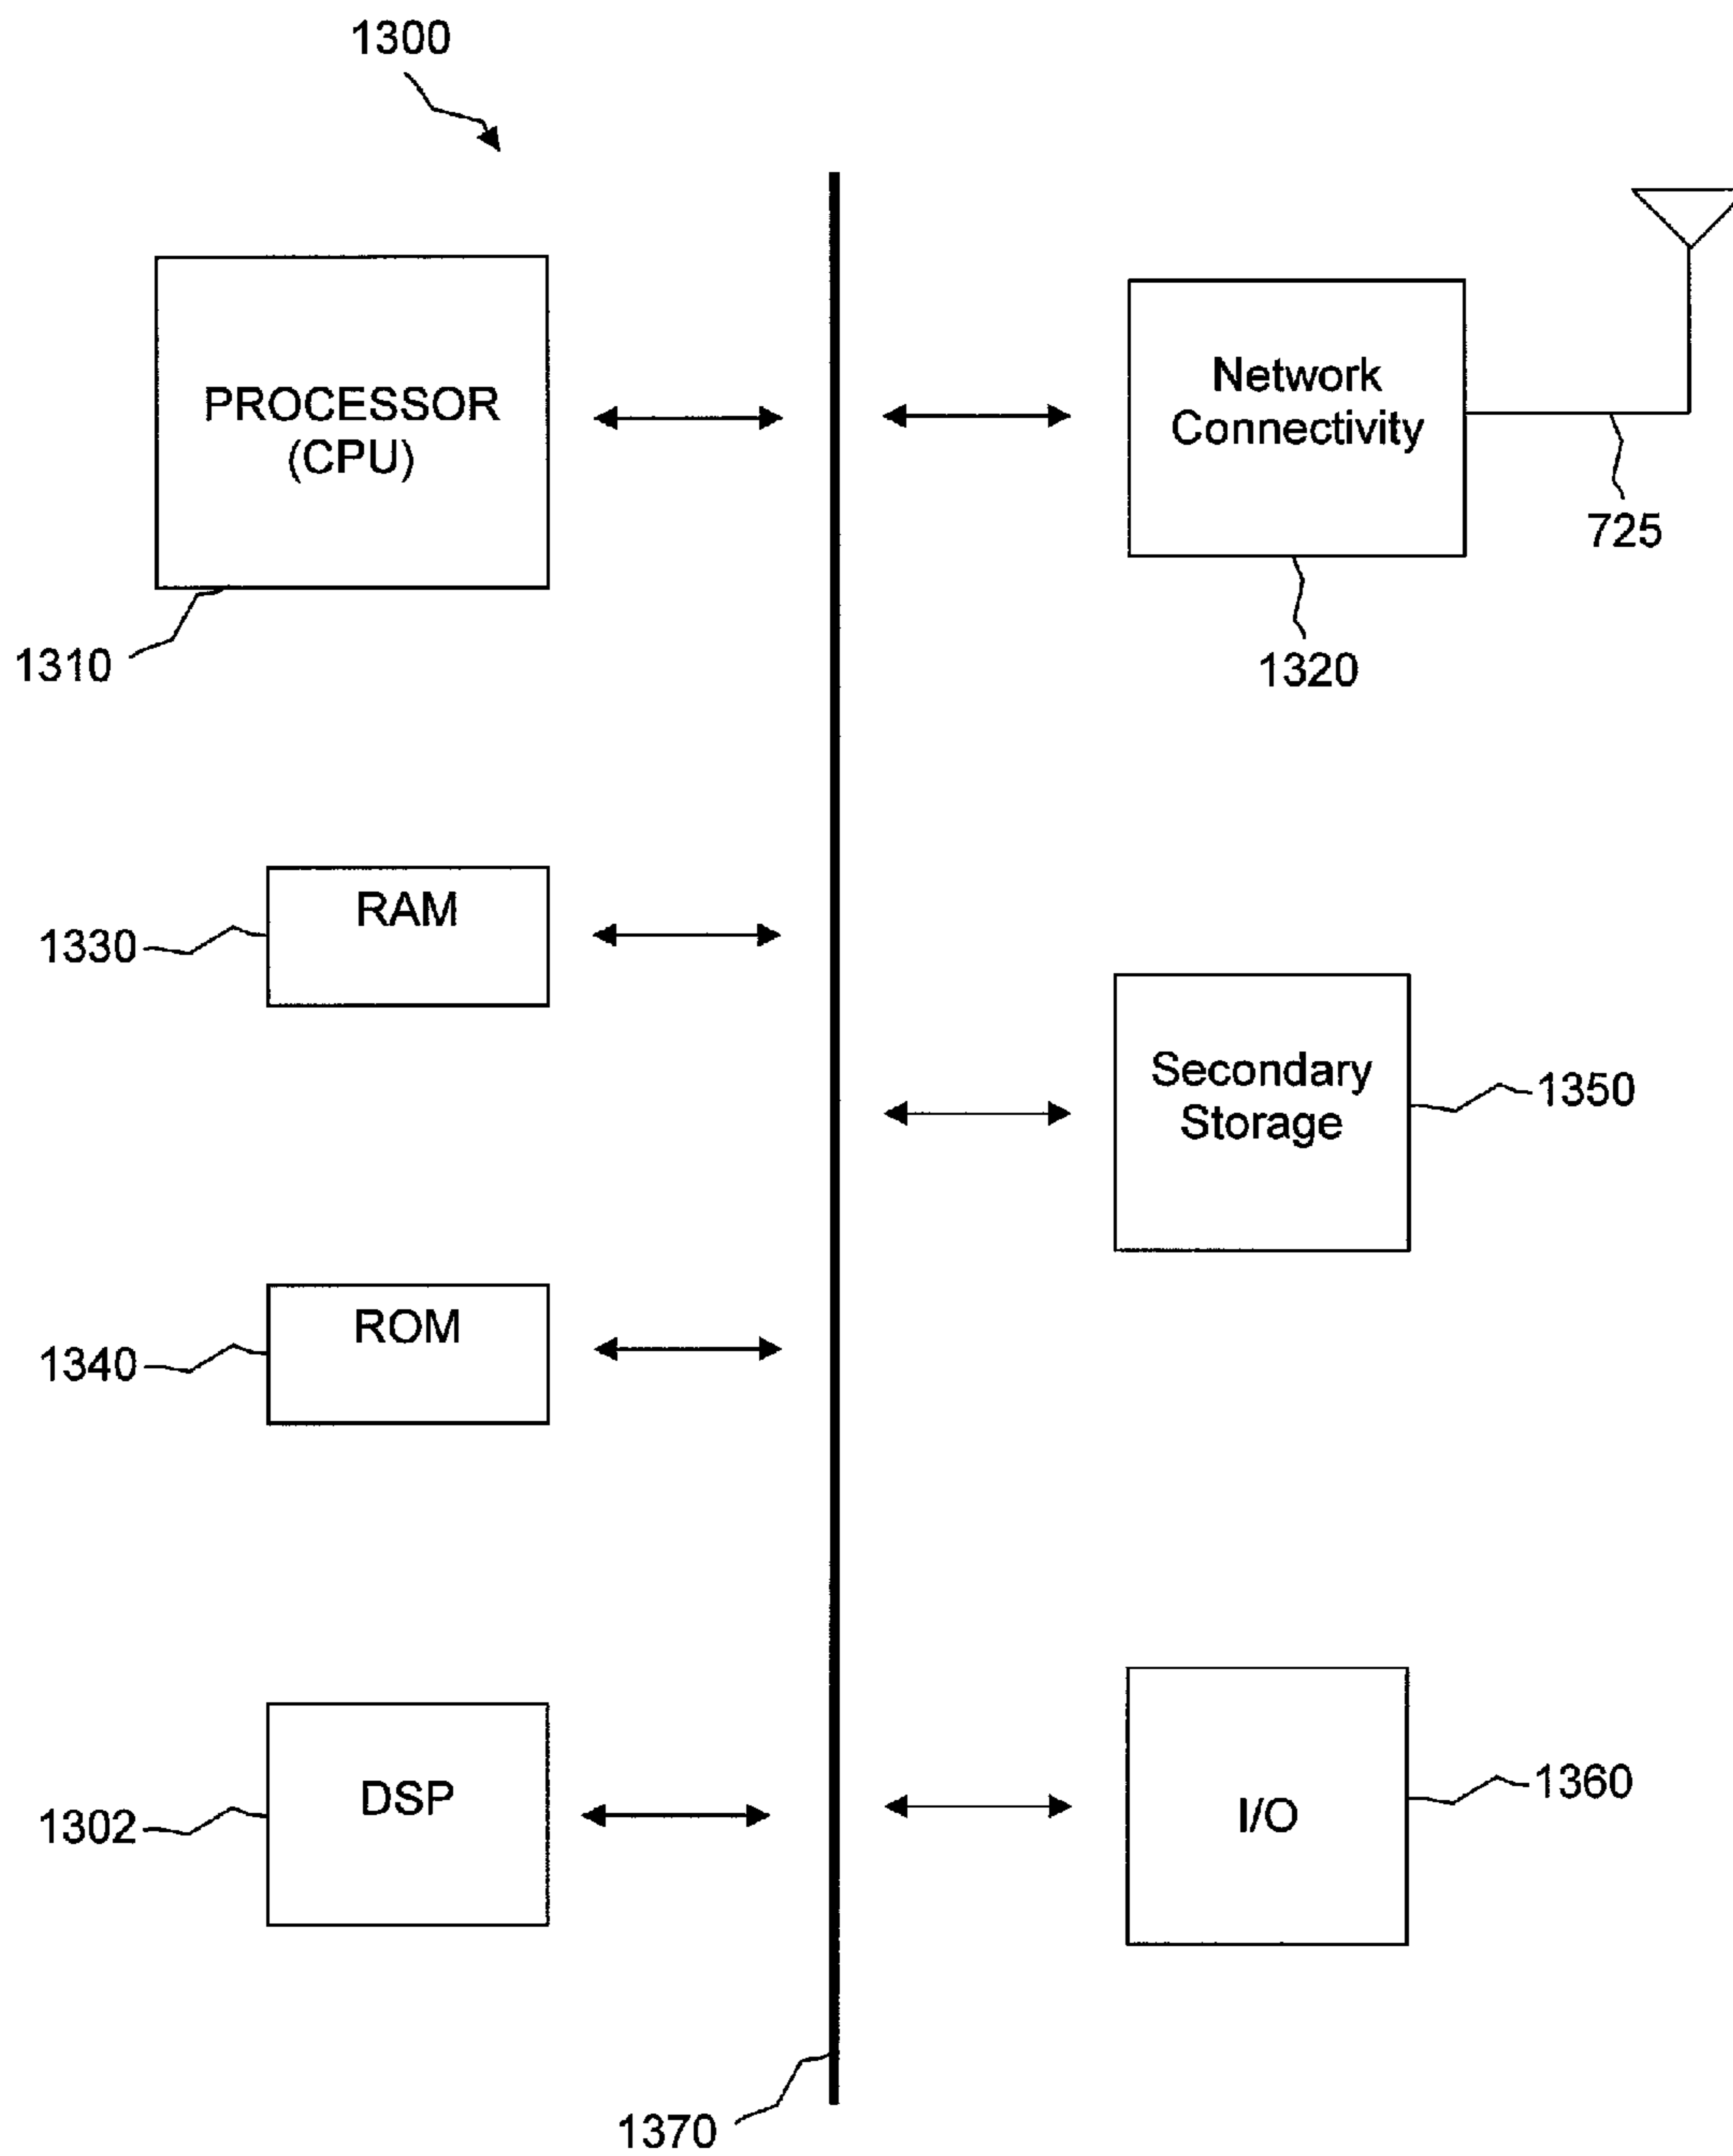 1300
PROCESSOR
(CPU)
1310
Network
Connectivity
725
1320
RAM
1330
Secondary
Storage
1350
ROM
1340
DSP
1302
I/O
1360
1370